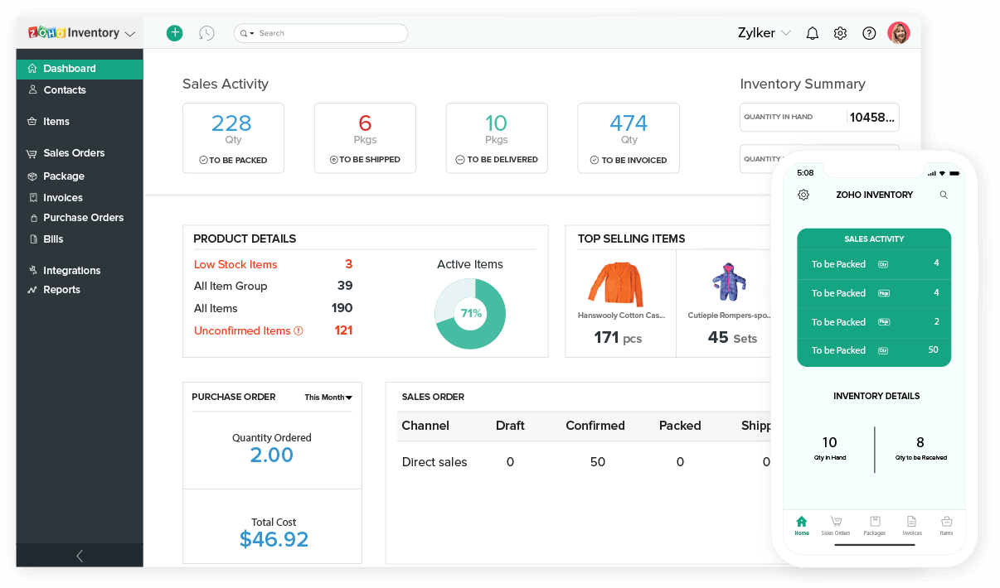 ZOHO Inventory
Search
Zylker
Dashboard
Contacts
Items
Sales Orders
Package
Invoices
Purchase Orders
Bills
Integrations
Reports
Sales Activity
228
Qty
TO BE PACKED
6
Pkgs
TO BE SHIPPED
10
Pkgs
TO BE DELIVERED
474
Qty
TO BE INVOICED
Inventory Summary
QUANTITY IN HAND 10458...
QUANTITY
PRODUCT DETAILS
Low Stock Items 3
All Item Group 39
All Items 190
Unconfirmed Items 121
Active Items
71%
TOP SELLING ITEMS
Hanswooly Cotton Cas...
171 pcs
Cutiepie Rompers-spo..
45 Sets
PURCHASE ORDER This Month
Quantity Ordered
2.00
Total Cost
$46.92
SALES ORDER
Channel Draft Confirmed Packed Shipp
Direct sales 0 50 0 0
5:08
ZOHO INVENTORY
SALES ACTIVITY
To be Packed Qty 4
To be Packed Pkgs 4
To be Packed Pkgs 2
To be Packed Qty 50
INVENTORY DETAILS
10
Qty in Hand
8
Qty to be Received
Home
Sales Orders
Packages
Invoices
Items